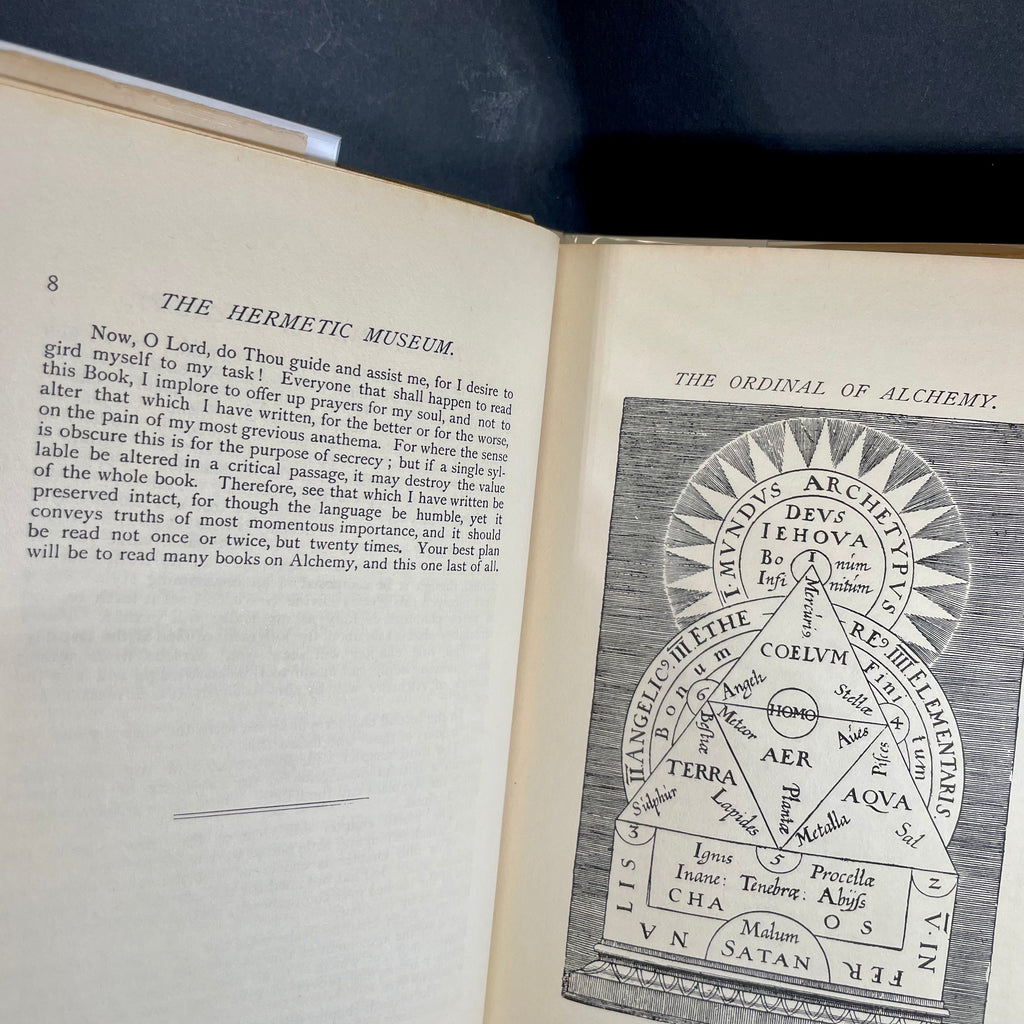 8
THE HERMETIC MUSEUM.
Now, O Lord, do Thou guide and assist me, for I desire to
gird myself to my task! Everyone that shall happen to read
this Book, I implore to offer up prayers for my soul, and not to
alter that which I have written, for the better or for the worse,
on the pain of my most grevious anathema. For where the sense
is obscure this is for the purpose of secrecy; but if a single syl-
lable be altered in a critical passage, it may destroy the value
of the whole book. Therefore, see that which I have written be
preserved intact, for though the language be humble, yet it
conveys truths of most momentous importance, and it should
be read not once or twice, but twenty times. Your best plan
will be to read many books on Alchemy, and this one last of all.
THE ORDINAL OF ALCHEMY.
I. MVNDVS ARCHETYPVS
DEVS
IEHOVA
Bo núm
Infi nitúm
1
Mercuri9
III ETHE RE9
II ANGELIC9 IIII ELEMENTARIS
Bonum Finitum
COELVM
Angeli Stellæ
6 HOMO 4
Meteor Aúes
Bestiæ Pisces
AER
TERRA AQVA
Sulphúr Lapides Plantæ Metalla Sal
3 5 2
Ignis Procellæ
Inane: Tenebræ: Abyss
CHA OS
Malum
SATAN
V. IN FER NA LIS